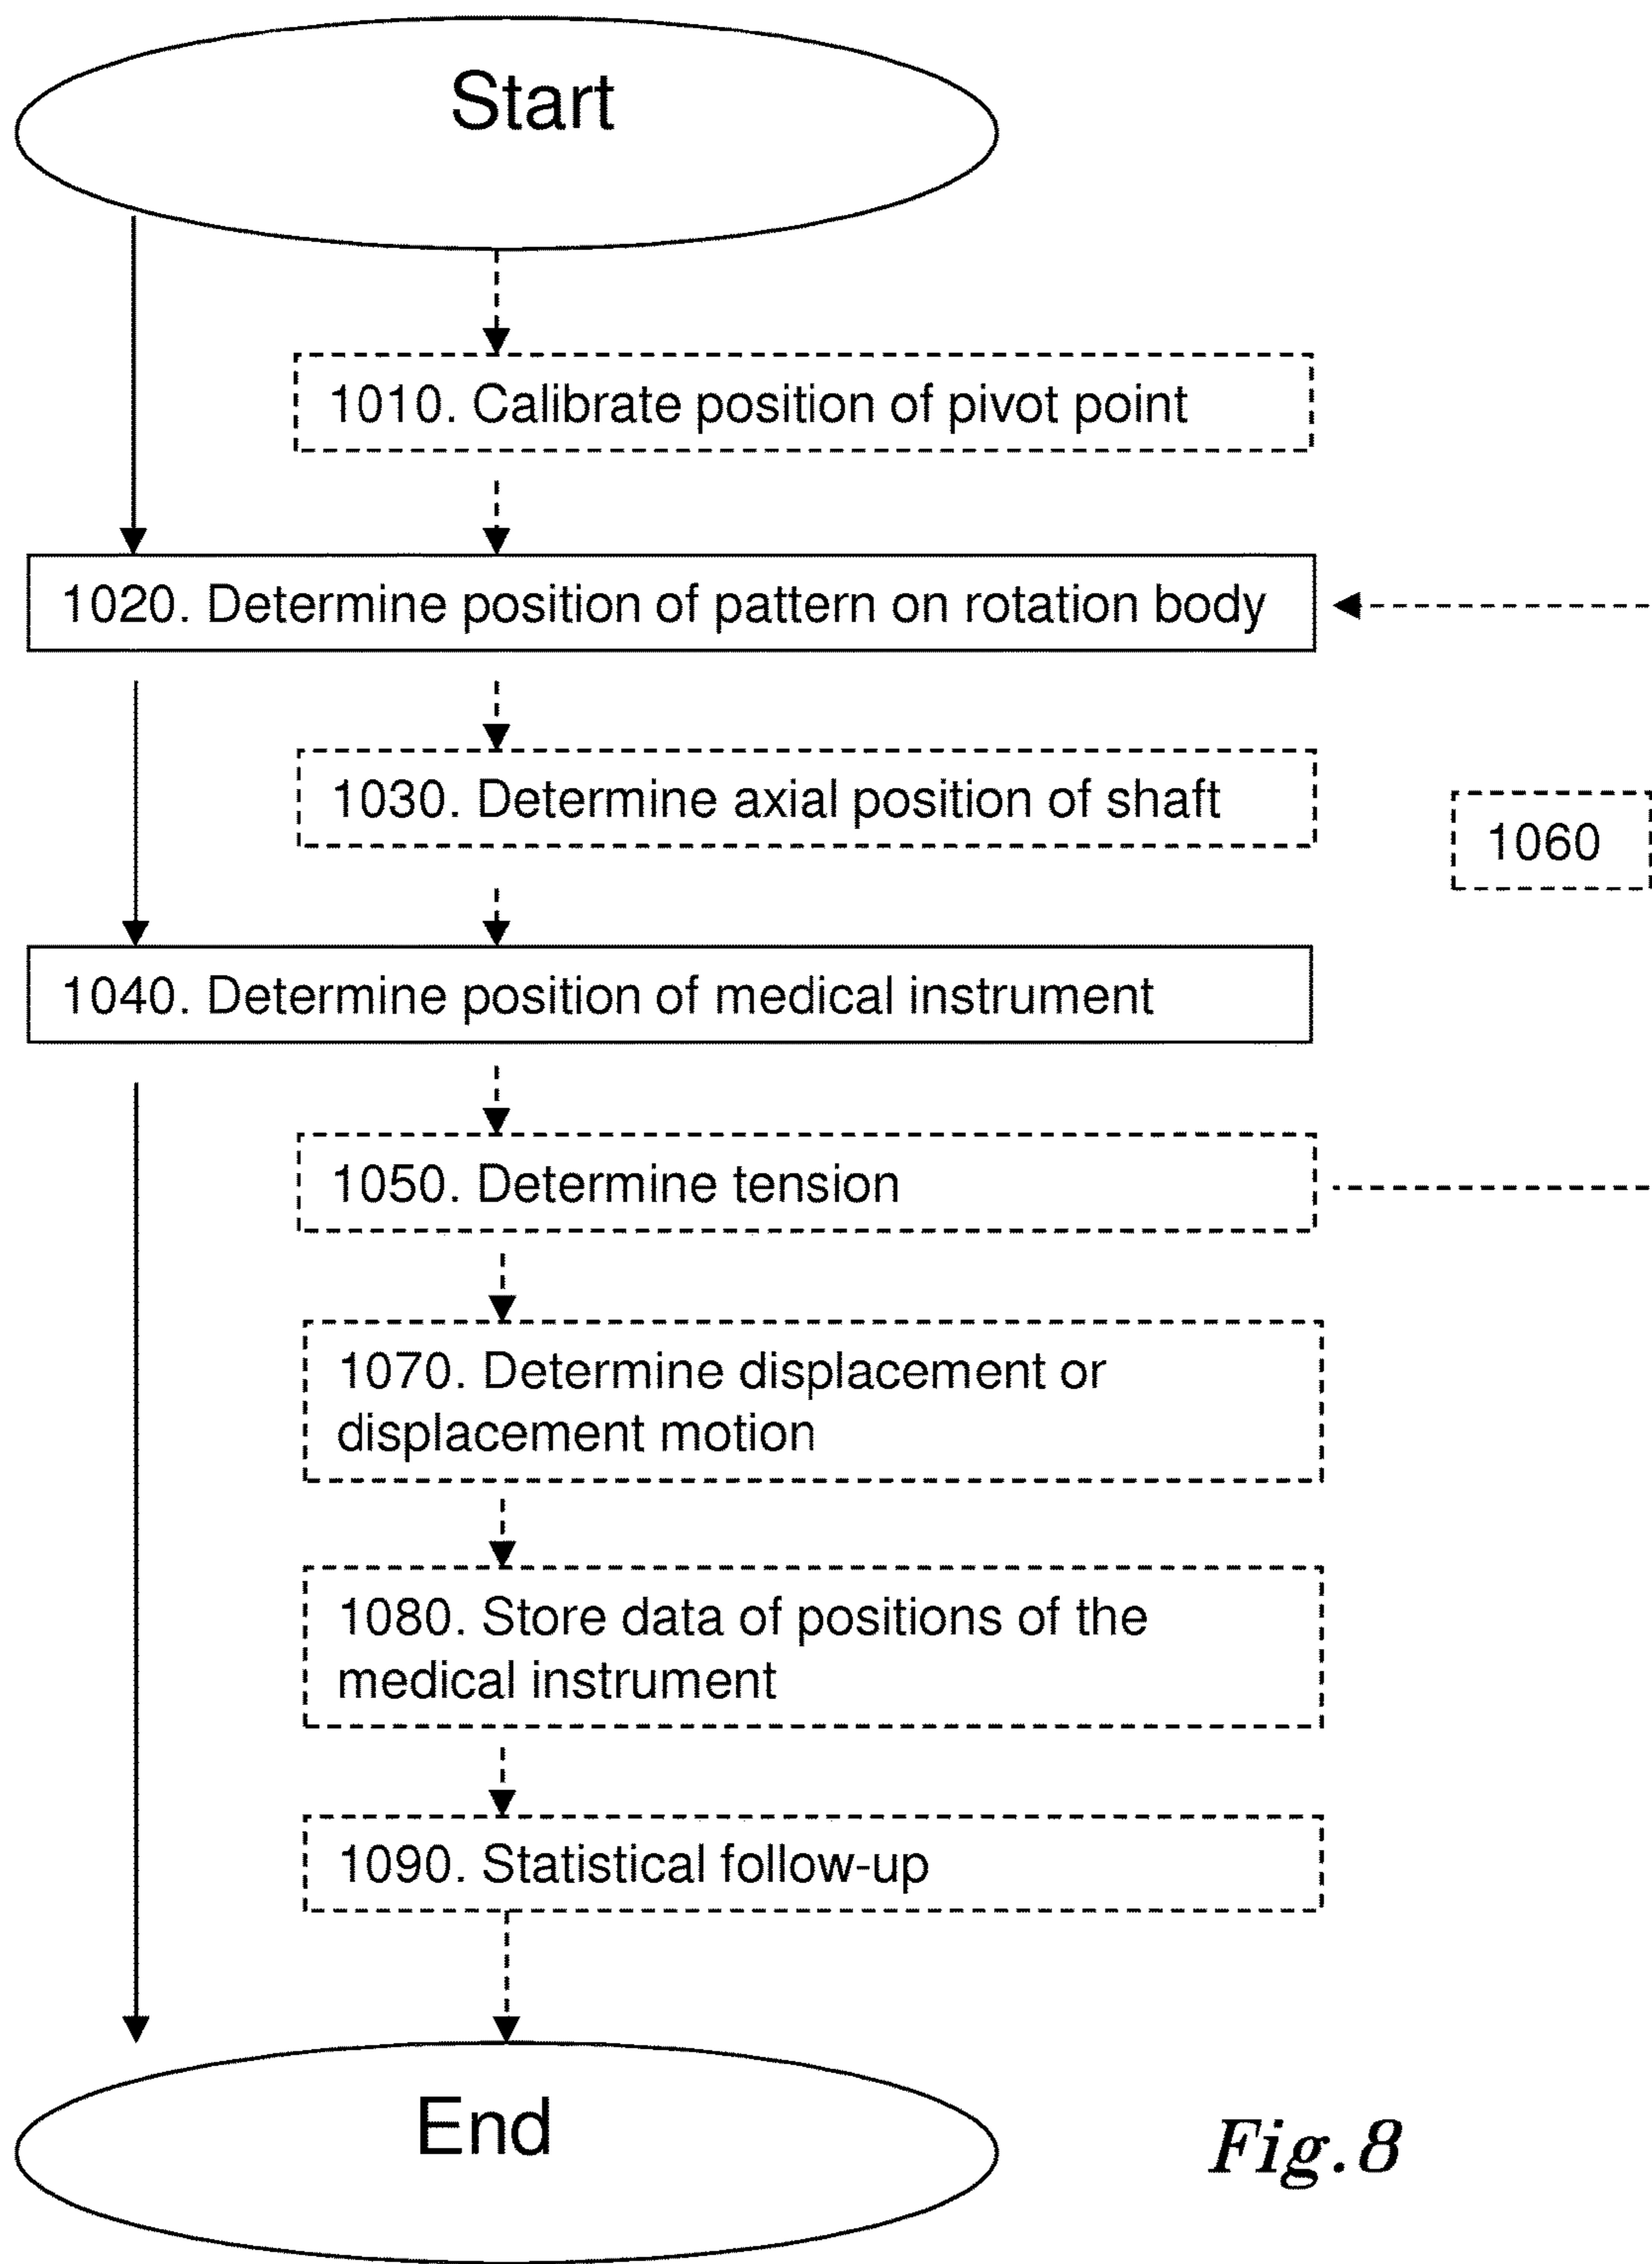 Start
1010. Calibrate position of pivot point
1020. Determine position of pattern on rotation body
1030. Determine axial position of shaft
1060
1040. Determine position of medical instrument
1050. Determine tension
1070. Determine displacement or
displacement motion
1080. Store data of positions of the
medical instrument
1090. Statistical follow-up
End
Fig.8